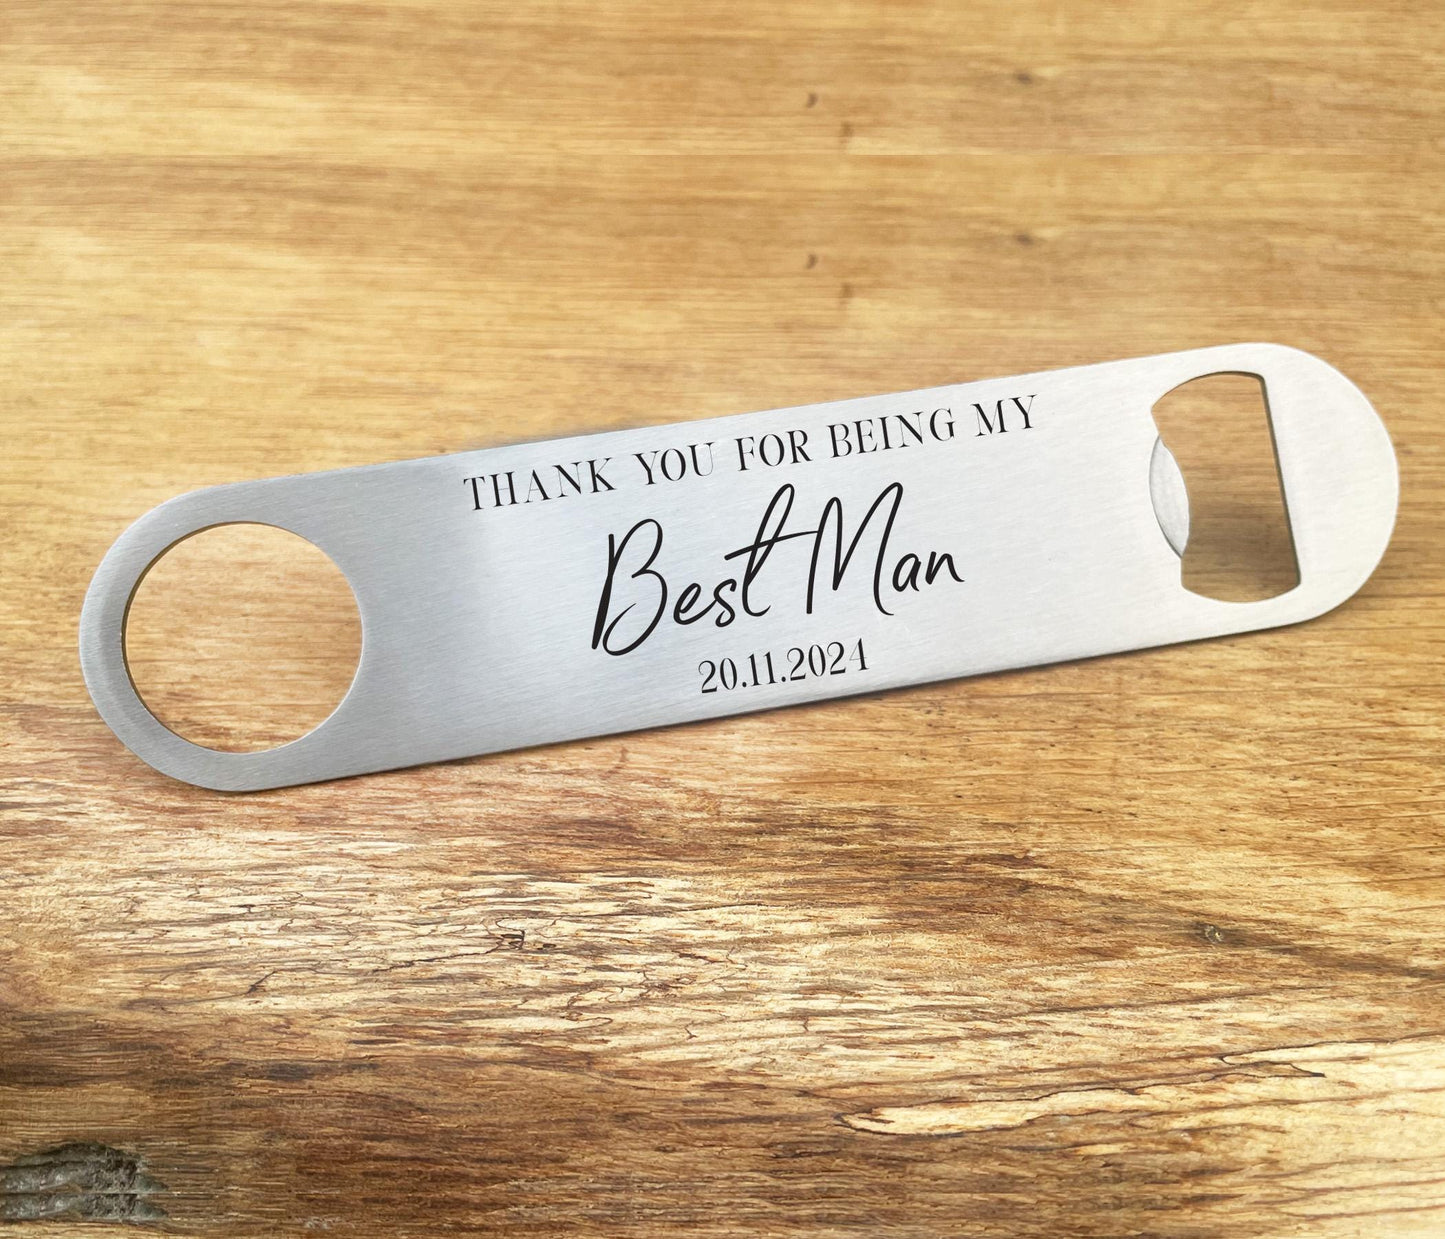 THANK YOU FOR BEING MY
Best Man
20.11.2024